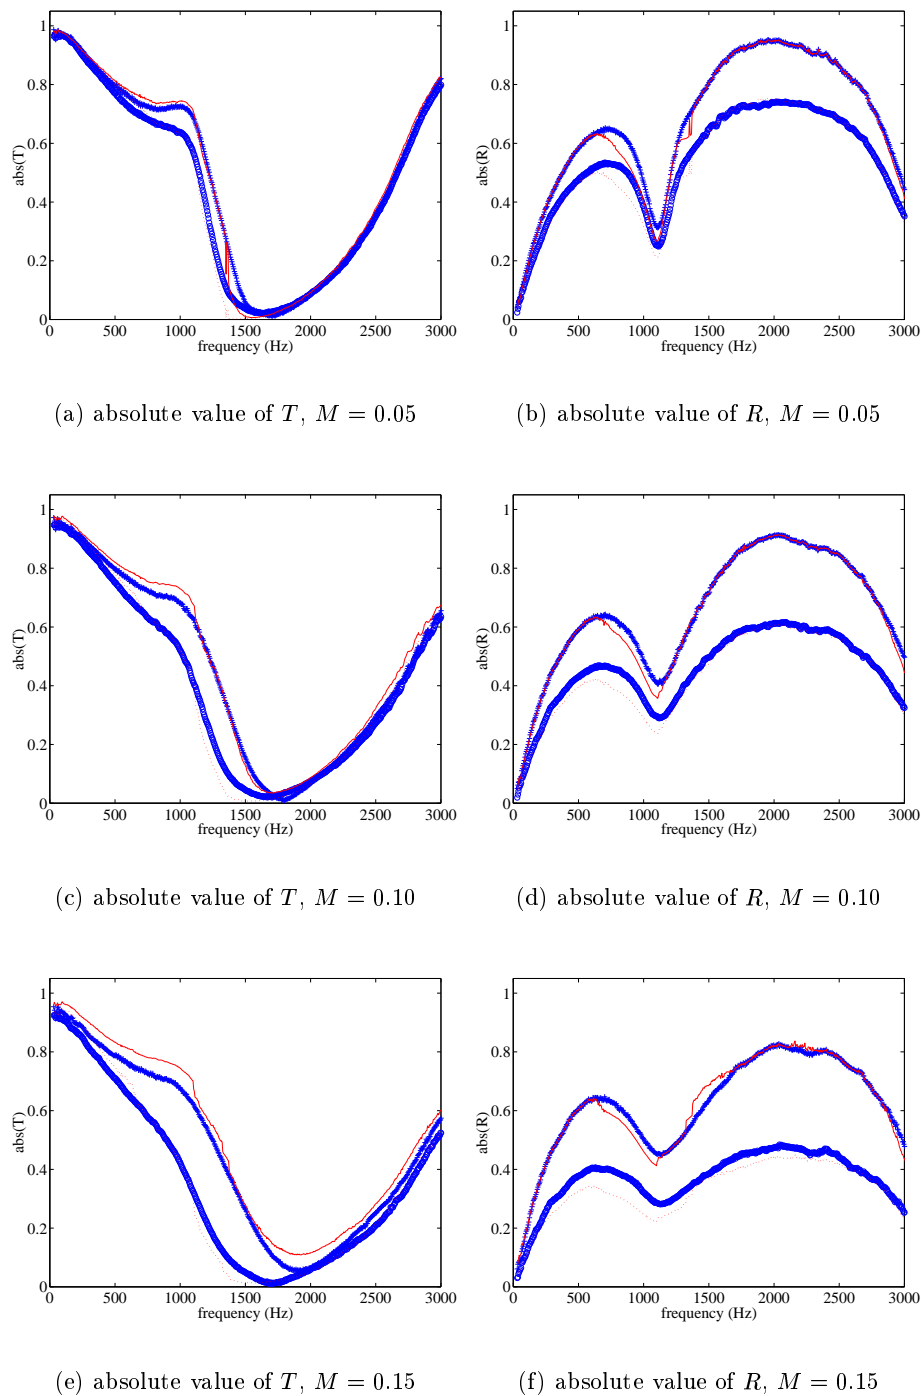 1
0.8
0.6
0.4
0.2
0
abs(T)
0 500 1000 1500 2000 2500 3000
frequency (Hz)
1
0.8
0.6
0.4
0.2
0
abs(R)
0 500 1000 1500 2000 2500 3000
frequency (Hz)
(a) absolute value of T, M = 0.05
(b) absolute value of R, M = 0.05
1
0.8
0.6
0.4
0.2
0
abs(T)
0 500 1000 1500 2000 2500 3000
frequency (Hz)
1
0.8
0.6
0.4
0.2
0
abs(R)
0 500 1000 1500 2000 2500 3000
frequency (Hz)
(c) absolute value of T, M = 0.10
(d) absolute value of R, M = 0.10
1
0.8
0.6
0.4
0.2
0
abs(T)
0 500 1000 1500 2000 2500 3000
frequency (Hz)
1
0.8
0.6
0.4
0.2
0
abs(R)
0 500 1000 1500 2000 2500 3000
frequency (Hz)
(e) absolute value of T, M = 0.15
(f) absolute value of R, M = 0.15